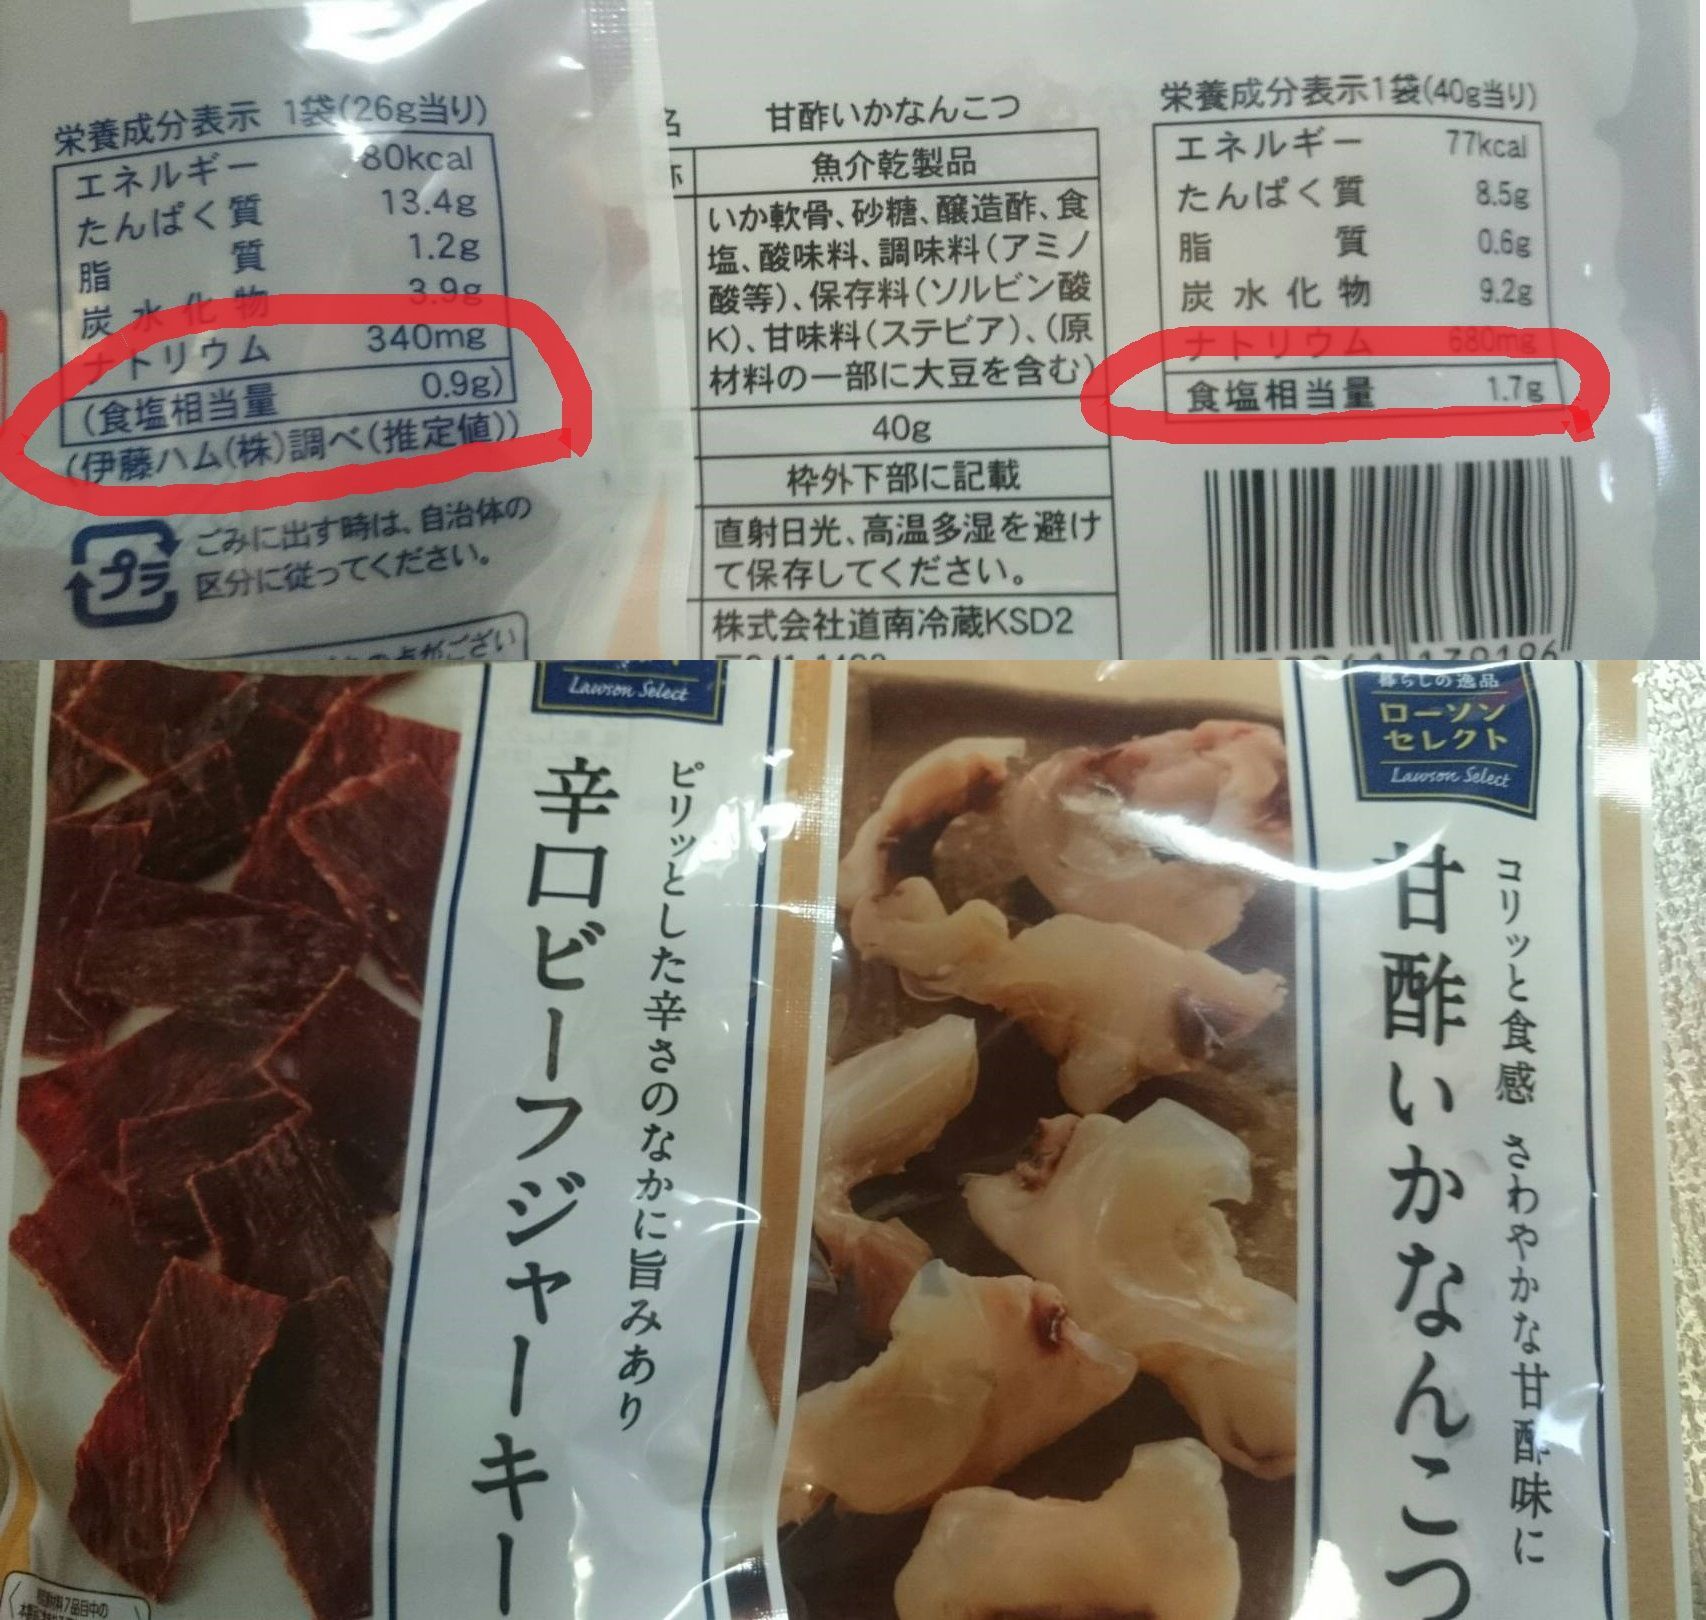 栄養成分表示 1袋(26g当り)
エネルギー 80kcal
たんぱく質 13.4g
脂質 1.2g
炭水化物 3.9g
ナトリウム 340mg
(食塩相当量 0.9g)
(伊藤ハム(株)調べ(推定値))
プラ
ごみに出す時は、自治体の
区分に従ってください。
名 甘酢いかなんこつ
称 魚介乾製品
いか軟骨、砂糖、醸造酢、食
塩、酸味料、調味料(アミノ
酸等)、保存料(ソルビン酸
K)、甘味料(ステビア)、(原
材料の一部に大豆を含む)
40g
枠外下部に記載
直射日光、高温多湿を避け
て保存してください。
株式会社道南冷蔵KSD2
栄養成分表示1袋(40g当り)
エネルギー 77kcal
たんぱく質 8.5g
脂質 0.6g
炭水化物 9.2g
ナトリウム 680mg
食塩相当量 1.7g
Lawson Select
ピリッとした辛さのなかに旨みあり
辛口ビーフジャーキー
暮らしの逸品
ローソン
セレクト
Lawson Select
コリッと食感 さわやかな甘酢味に
甘酢いかなんこつ